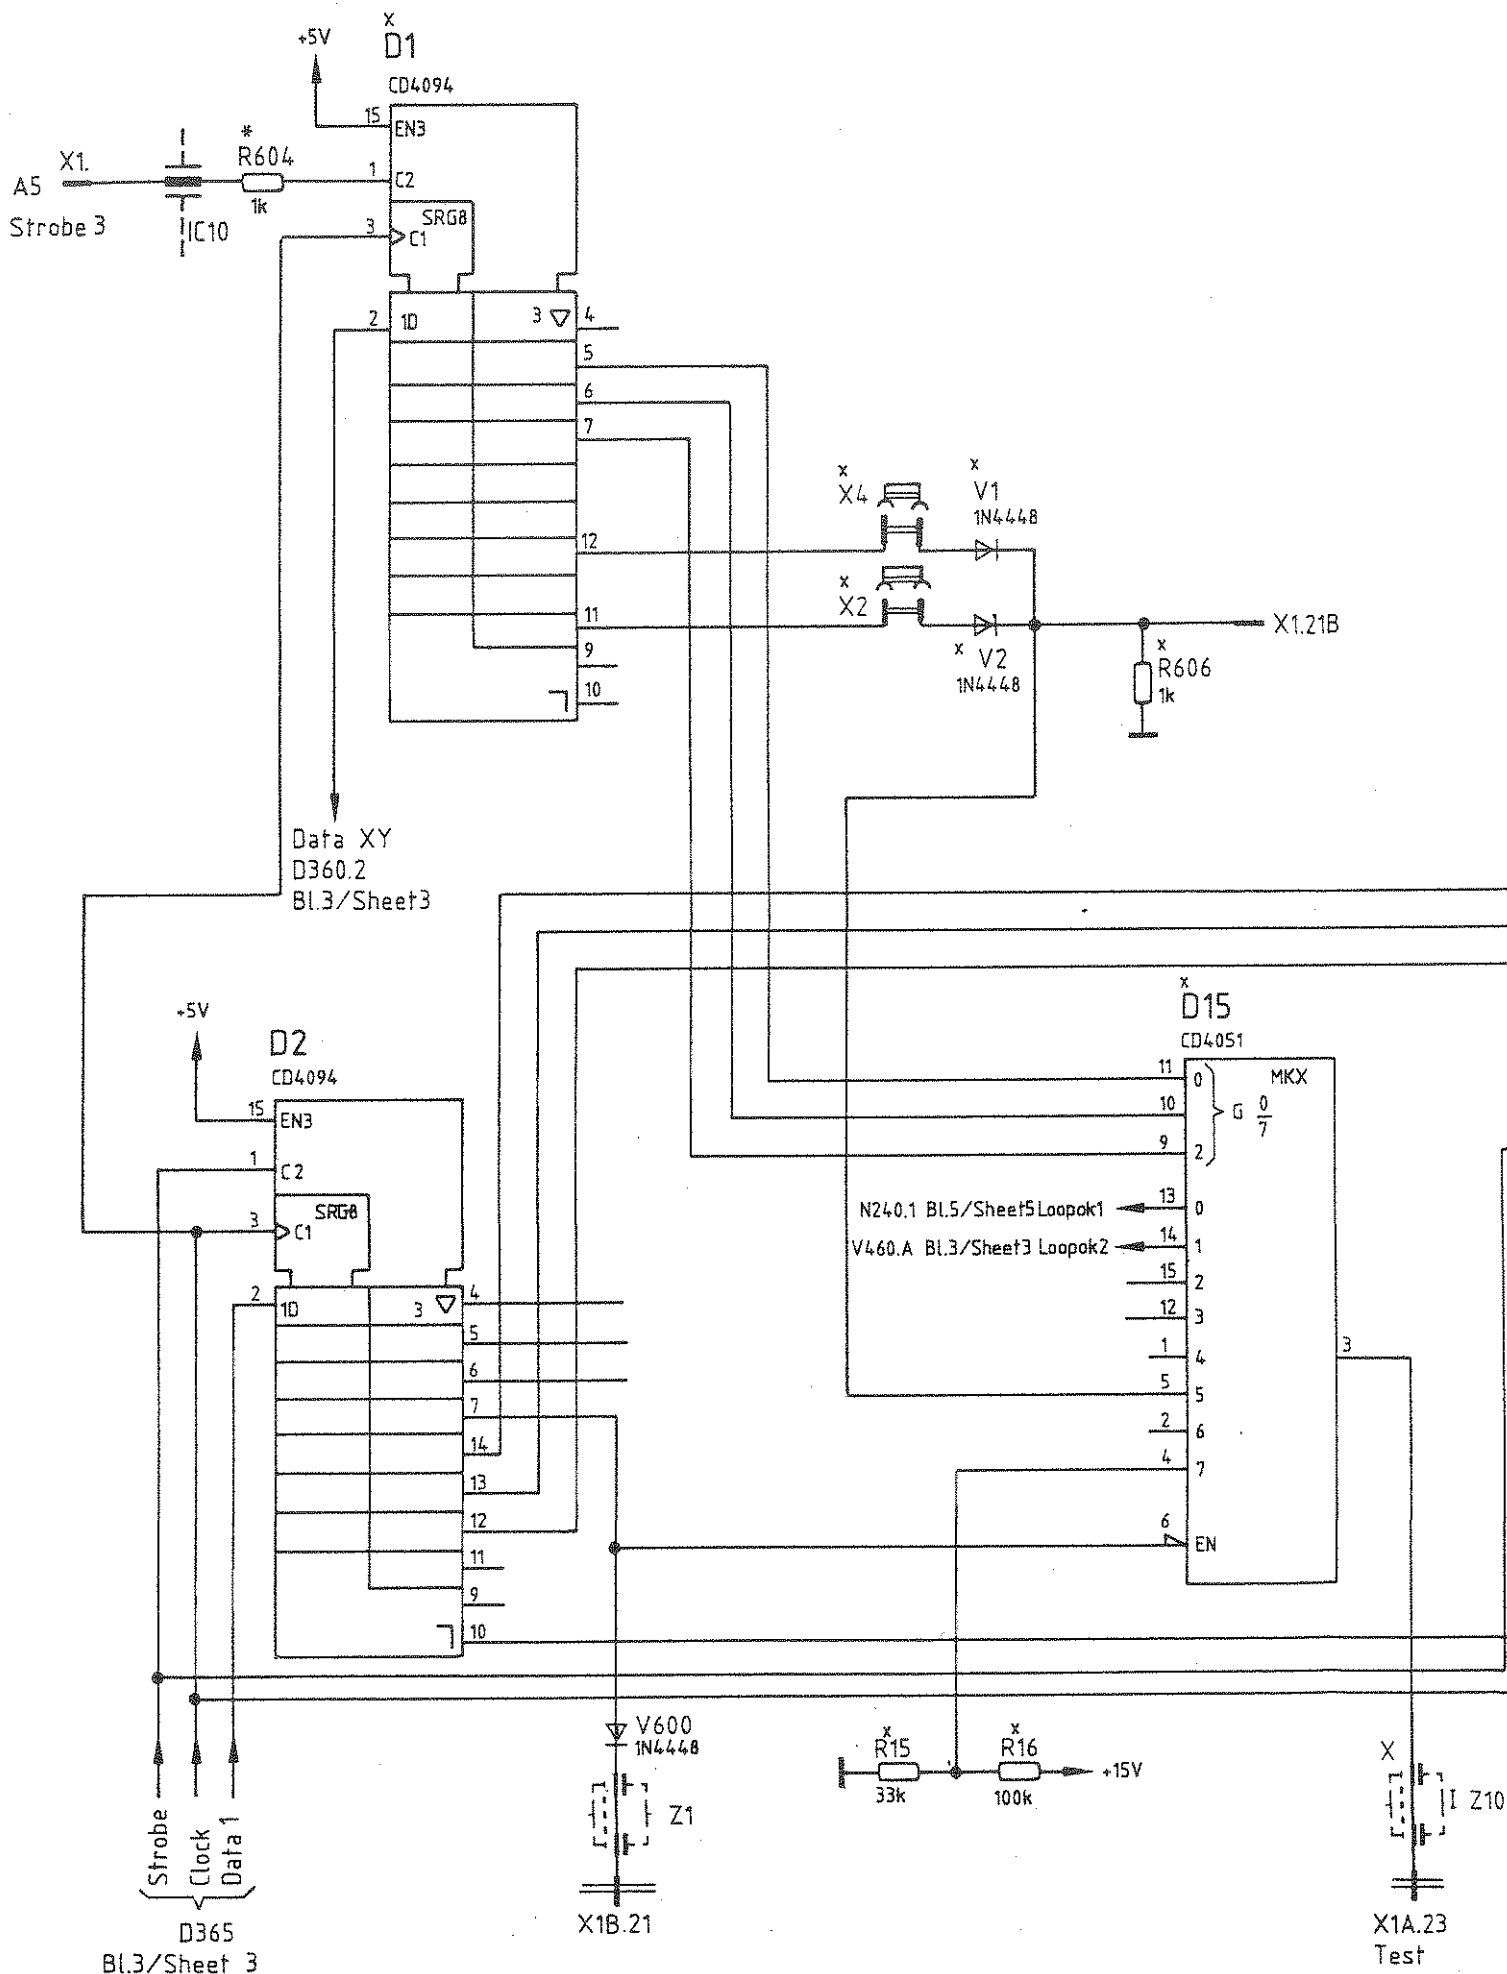 x
D1
+5V
CD4094
15
EN3
X1.
*
R604
1
C2
A5
1k
Strobe 3
IC10
SRG8
3
C1
2
1D
3
4
5
6
7
12
11
9
10
x
X4
x
V1
1N4448
x
X2
x
V2
1N4448
X1.21B
x
R606
1k
Data XY
D360.2
Bl.3/Sheet3
+5V
D2
CD4094
15
EN3
1
C2
SRG8
3
C1
2
1D
3
4
5
6
7
14
13
12
11
9
10
x
D15
CD4051
11
0
MKX
10
G 0/7
9
2
N240.1 Bl.5/Sheet5 Loopok1
13
0
V460.A Bl.3/Sheet3 Loopok2
14
1
15
2
12
3
1
4
3
5
5
2
6
4
7
6
EN
V600
1N4448
Z1
X1B.21
x
R15
33k
x
R16
100k
+15V
X
I Z10
X1A.23
Test
Strobe
Clock
Data 1
D365
Bl.3/Sheet 3